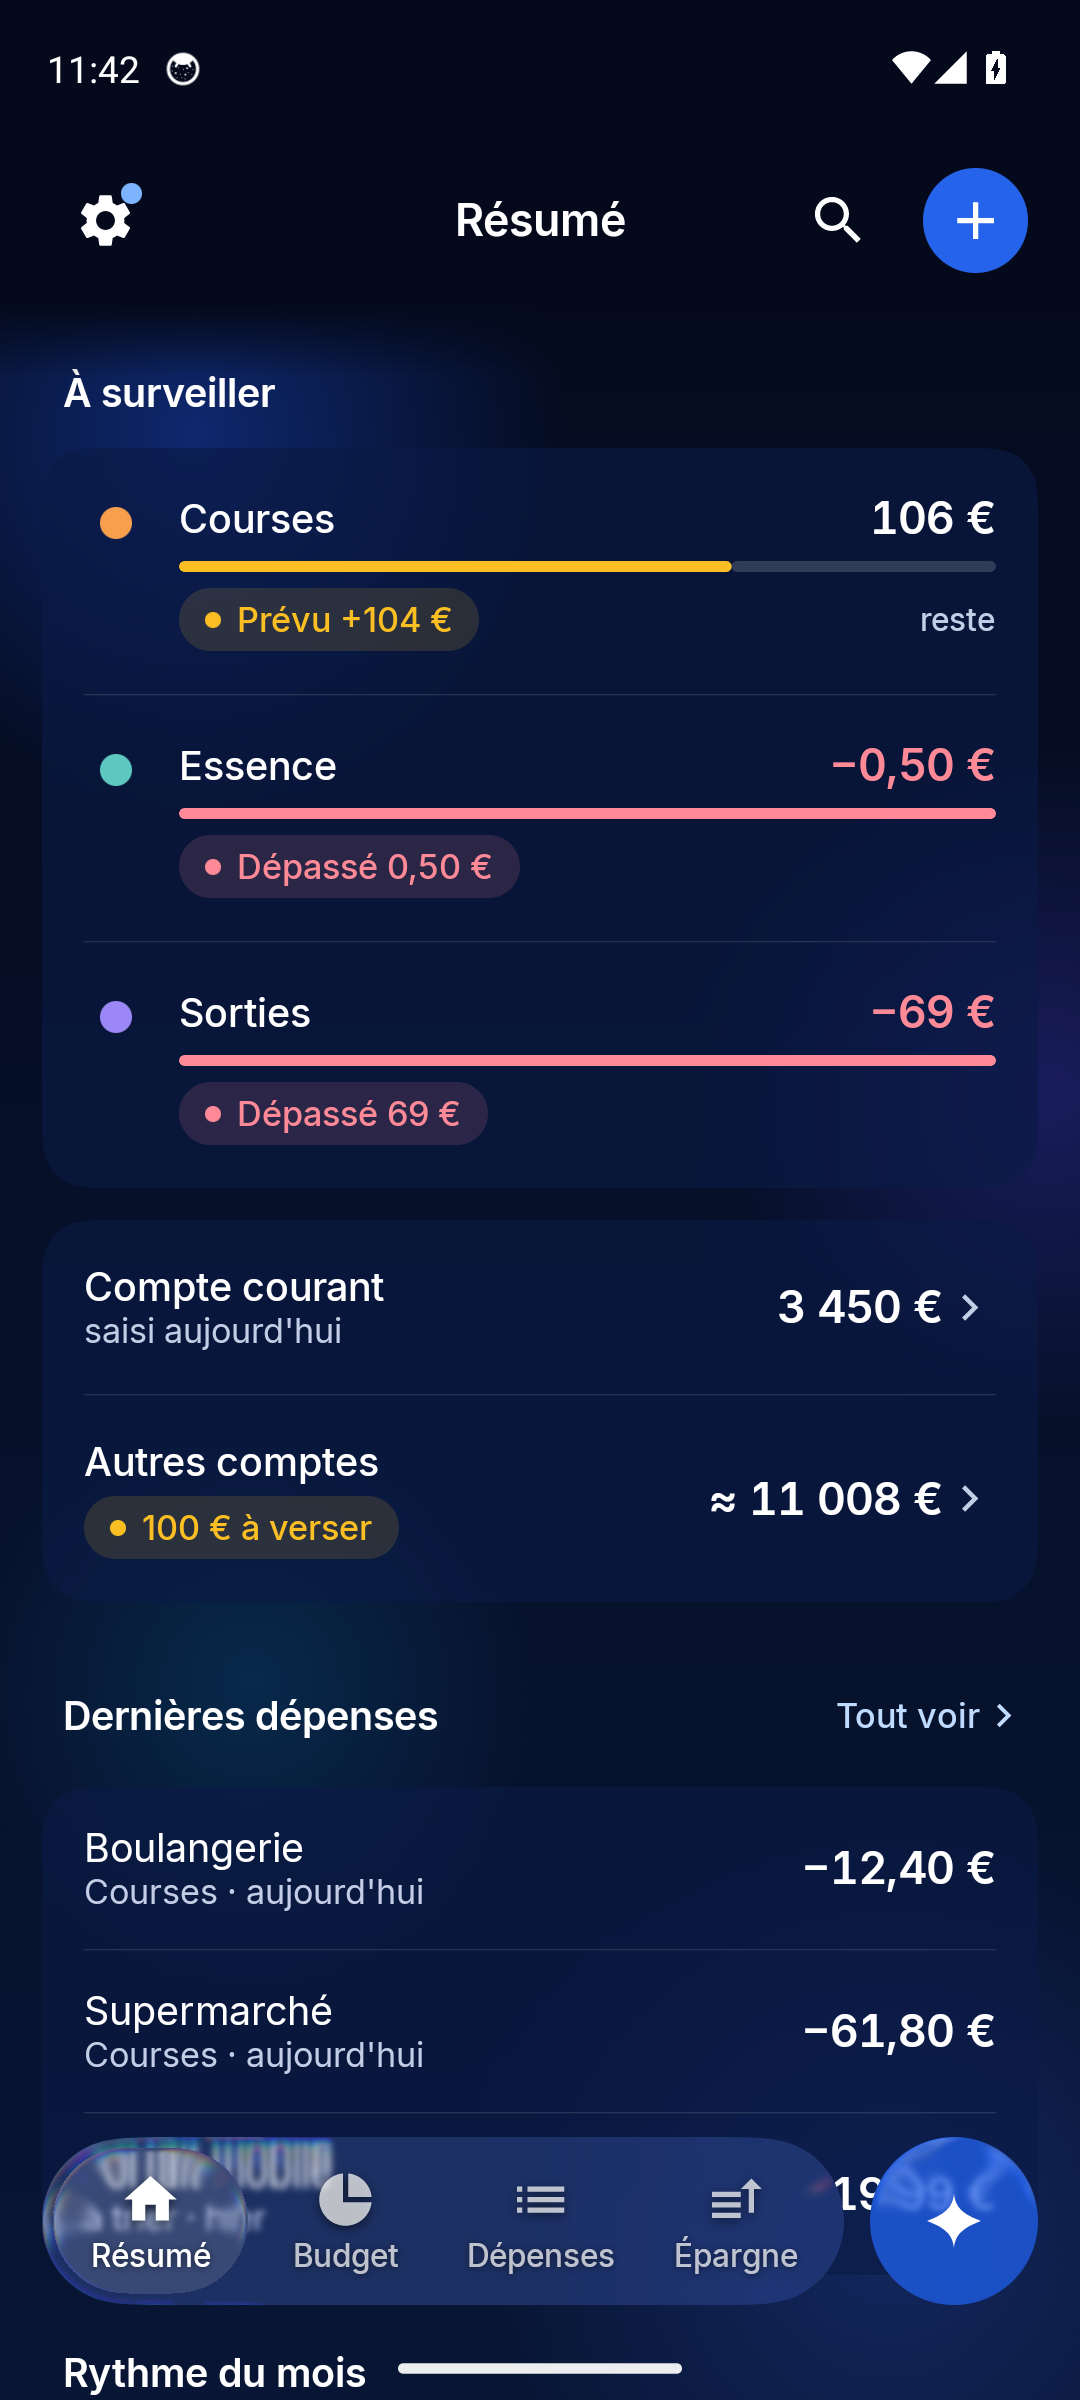 11:42
Résumé
À surveiller
Courses
106 €
Prévu +104 €
reste
Essence
−0,50 €
Dépassé 0,50 €
Sorties
−69 €
Dépassé 69 €
Compte courant
saisi aujourd'hui
3 450 €
Autres comptes
100 € à verser
≈ 11 008 €
Dernières dépenses
Tout voir
Boulangerie
Courses · aujourd'hui
−12,40 €
Supermarché
Courses · aujourd'hui
−61,80 €
Résumé
Budget
Dépenses
Épargne
Rythme du mois